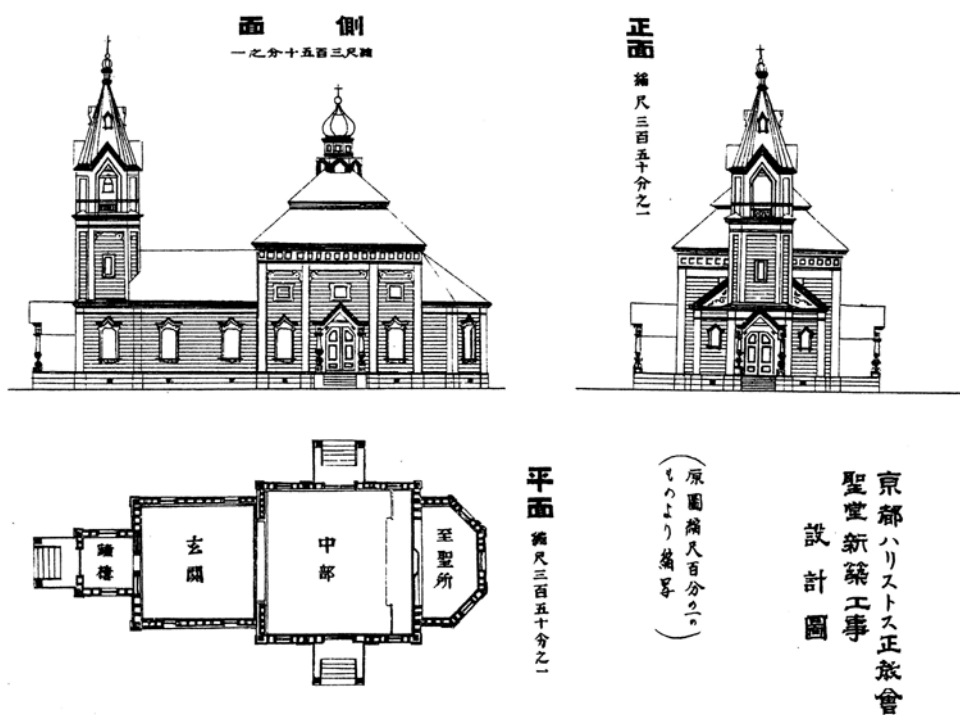 側面
縮尺三百五十分之一
正面
縮尺三百五十分之一
京都ハリストス正教會
聖堂新築工事
設計圖
(原圖縮尺百分の一の
ものより縮寫)
平面
縮尺三百五十分之一
鐘樓
玄關
中部
至聖所